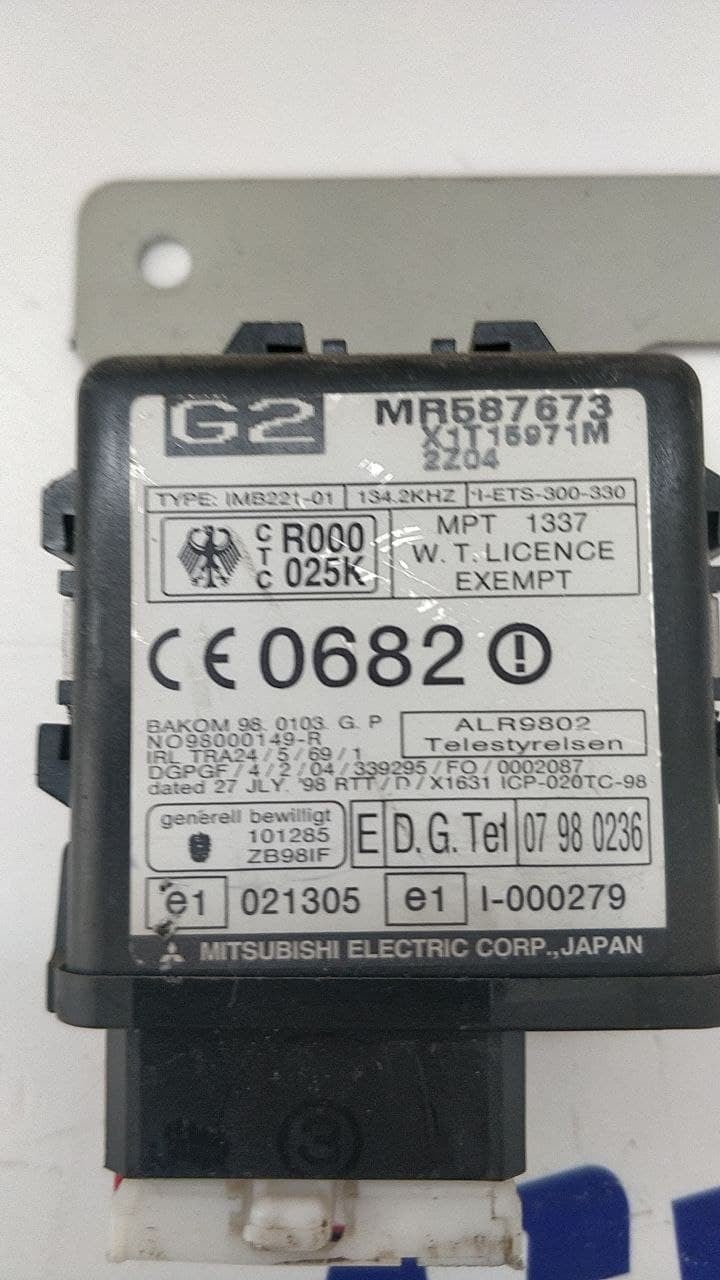 G2
MR587673
X1T15971M
2Z04
TYPE: IMB221-01 134.2KHZ *I-ETS-300-330
CTC R000 025K
MPT 1337
W. T. LICENCE
EXEMPT
CE 0682 !
BAKOM 98. 0103. G. P
NO98000149-R
IRL TRA24/5/69/1
DGPGF/4/2/04/339295/FO/0002087
dated 27 JLY. '98 RTT/D/X1631 ICP-020TC-98
ALR9802
Telestyrelsen
generell bewilligt
101285
ZB98IF
E D.G.Tel 07 98 0236
e1 021305 e1 I-000279
MITSUBISHI ELECTRIC CORP.,JAPAN
3